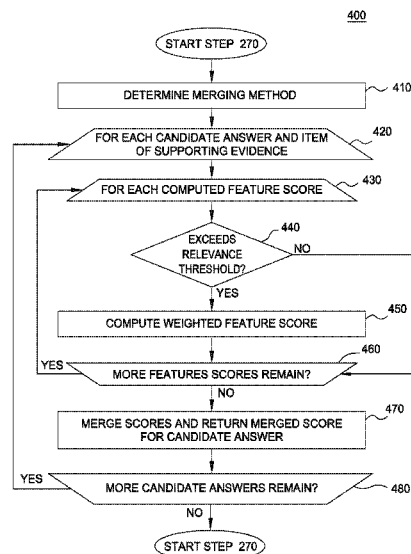 400
START STEP 270
DETERMINE MERGING METHOD
410
420
FOR EACH CANDIDATE ANSWER AND ITEM
OF SUPPORTING EVIDENCE
FOR EACH COMPUTED FEATURE SCORE
430
440
EXCEEDS
RELEVANCE
THRESHOLD?
NO
YES
450
COMPUTE WEIGHTED FEATURE SCORE
460
YES
MORE FEATURES SCORES REMAIN?
NO
470
MERGE SCORES AND RETURN MERGED SCORE
FOR CANDIDATE ANSWER
YES
MORE CANDIDATE ANSWERS REMAIN?
480
NO
START STEP 270